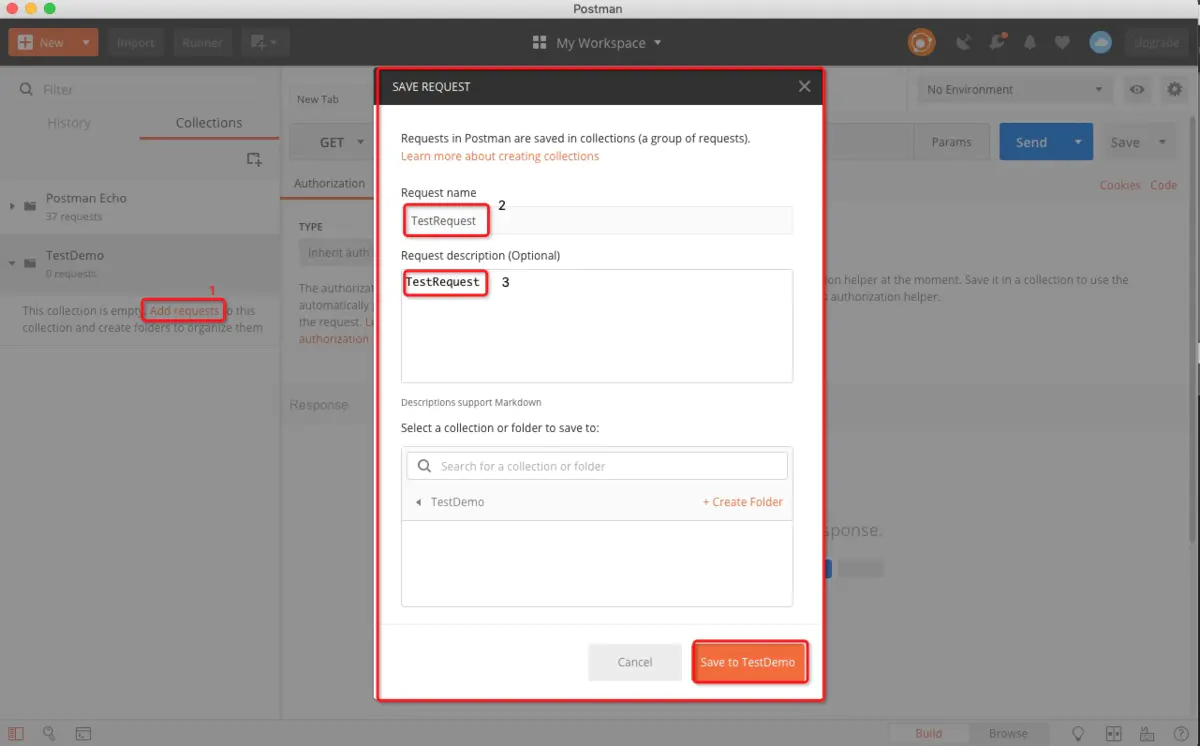 Postman
New
Import
Runner
My Workspace
Upgrade
Filter
History
Collections
Postman Echo
37 requests
TestDemo
0 requests
1
This collection is empty. Add requests to this
collection and create folders to organize them
New Tab
No Environment
GET
Params
Send
Save
Authorization
Cookies
Code
TYPE
Inherit auth
The authoriza
automatically
the request. Le
authorization
on helper at the moment. Save it in a collection to use the
authorization helper.
Response
sponse.
SAVE REQUEST
Requests in Postman are saved in collections (a group of requests).
Learn more about creating collections
Request name
2
TestRequest
Request description (Optional)
TestRequest
3
Descriptions support Markdown
Select a collection or folder to save to:
Search for a collection or folder
TestDemo
+ Create Folder
Cancel
Save to TestDemo
Build
Browse